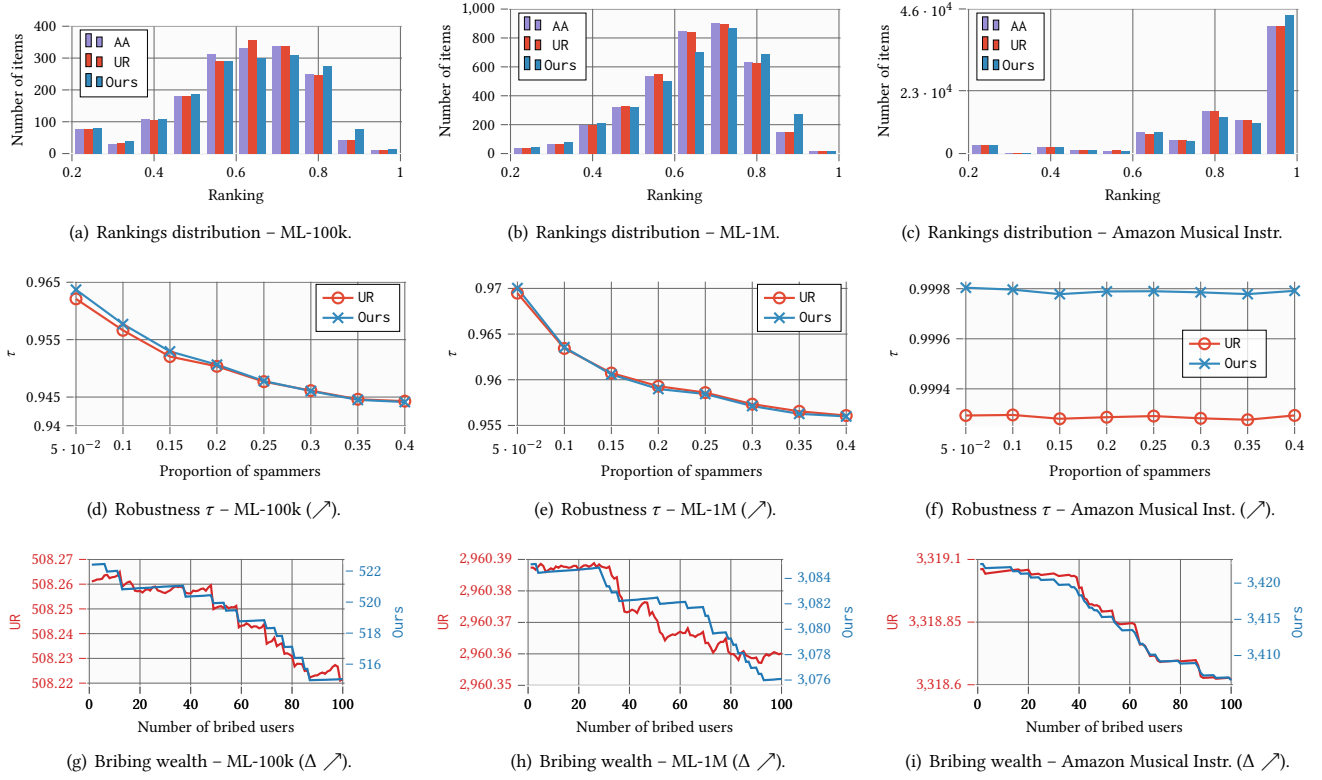 Number of items
400
300
200
100
0
AA
UR
Ours
0.2 0.4 0.6 0.8 1
Ranking
(a) Rankings distribution – ML-100k.
Number of items
1,000
800
600
400
200
0
AA
UR
Ours
0.2 0.4 0.6 0.8 1
Ranking
(b) Rankings distribution – ML-1M.
Number of items
4.6 · 10⁴
2.3 · 10⁴
0
AA
UR
Ours
0.2 0.4 0.6 0.8 1
Ranking
(c) Rankings distribution – Amazon Musical Instr.
τ
0.965
0.955
0.945
0.94
UR
Ours
5 · 10⁻² 0.1 0.15 0.2 0.25 0.3 0.35 0.4
Proportion of spammers
(d) Robustness τ – ML-100k (↗).
τ
0.97
0.965
0.96
0.955
UR
Ours
5 · 10⁻² 0.1 0.15 0.2 0.25 0.3 0.35 0.4
Proportion of spammers
(e) Robustness τ – ML-1M (↗).
τ
0.9998
0.9996
0.9994
UR
Ours
5 · 10⁻² 0.1 0.15 0.2 0.25 0.3 0.35 0.4
Proportion of spammers
(f) Robustness τ – Amazon Musical Inst. (↗).
UR
508.27
508.26
508.25
508.24
508.23
508.22
522
520
518
516
Ours
0 20 40 60 80 100
Number of bribed users
(g) Bribing wealth – ML-100k (Δ ↗).
UR
2,960.39
2,960.38
2,960.37
2,960.36
2,960.35
3,084
3,082
3,080
3,078
3,076
Ours
0 20 40 60 80 100
Number of bribed users
(h) Bribing wealth – ML-1M (Δ ↗).
UR
3,319.1
3,318.85
3,318.6
3,420
3,415
3,410
Ours
0 20 40 60 80 100
Number of bribed users
(i) Bribing wealth – Amazon Musical Instr. (Δ ↗).